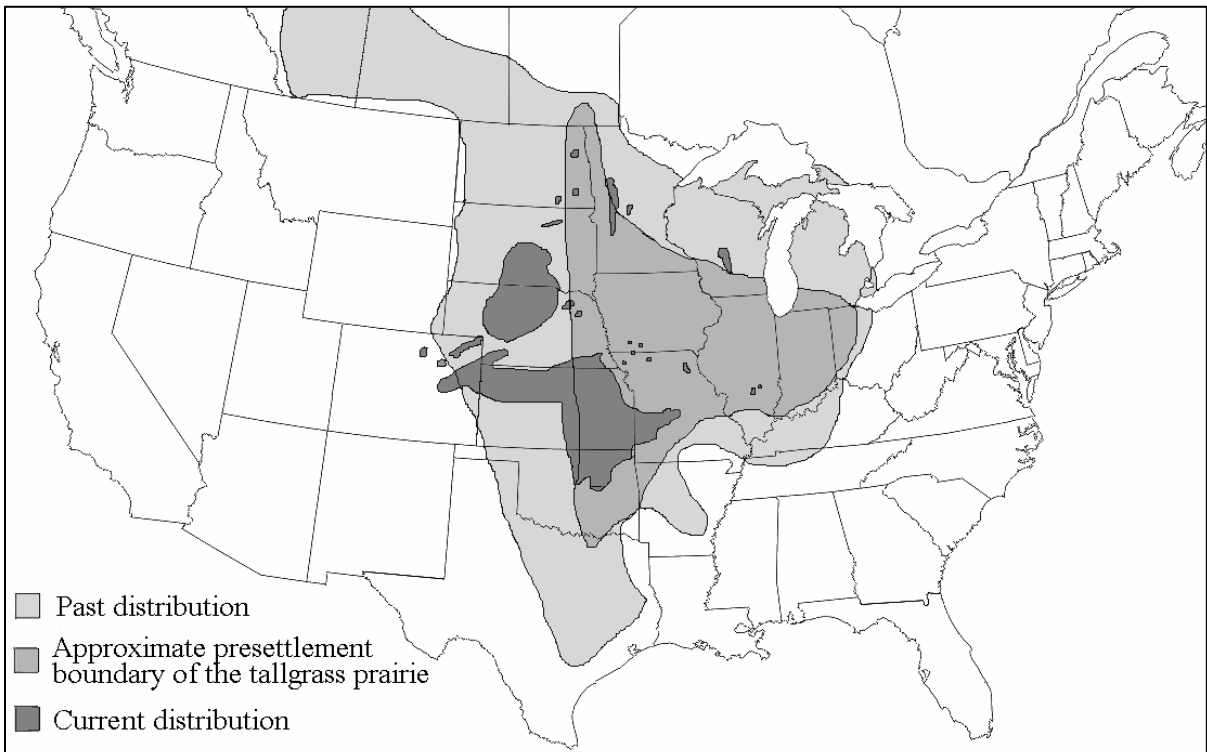 Past distribution
Approximate presettlement
boundary of the tallgrass prairie
Current distribution